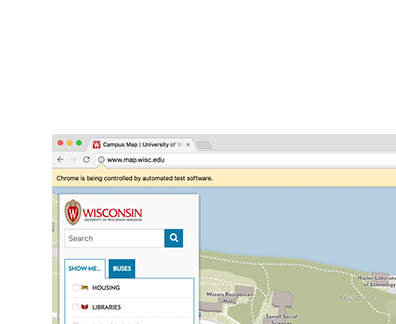 Campus Map | University of W
www.map.wisc.edu
Chrome is being controlled by automated test software.
WISCONSIN
UNIVERSITY OF WISCONSIN-MADISON
Search
SHOW ME... BUSES
HOUSING
LIBRARIES
Hasler Laboratory
of Limnology
Waters Residence
Hall
Sewell Social
Sciences